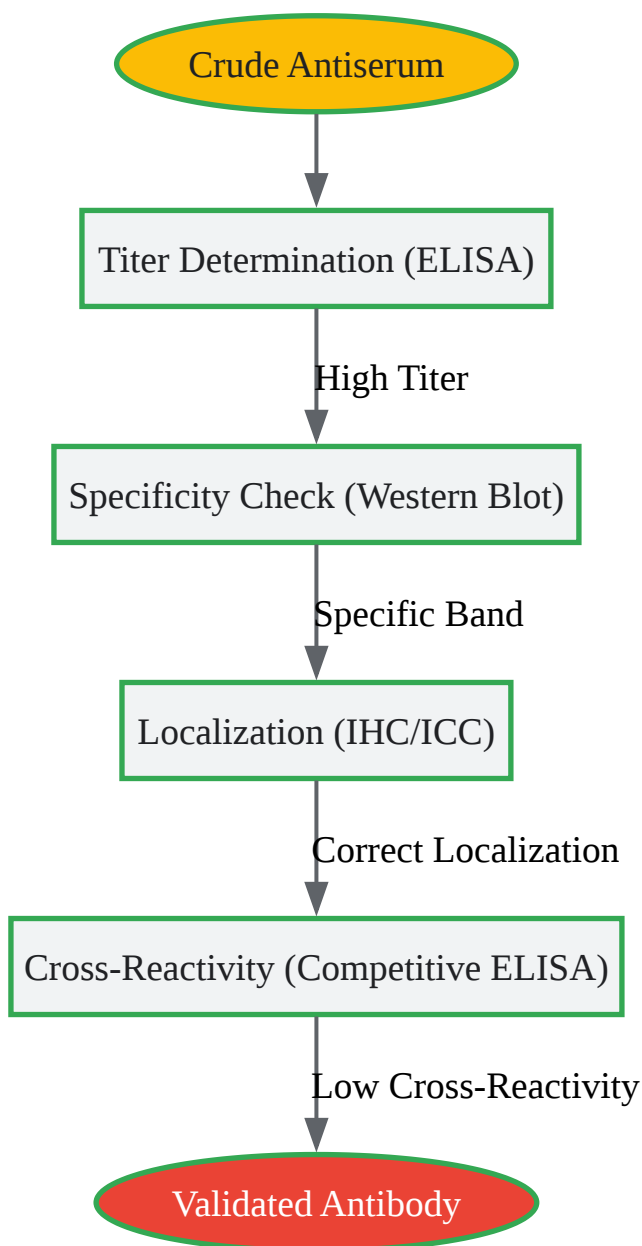 Crude Antiserum
Titer Determination (ELISA)
High Titer
Specificity Check (Western Blot)
Specific Band
Localization (IHC/ICC)
Correct Localization
Cross-Reactivity (Competitive ELISA)
Low Cross-Reactivity
Validated Antibody